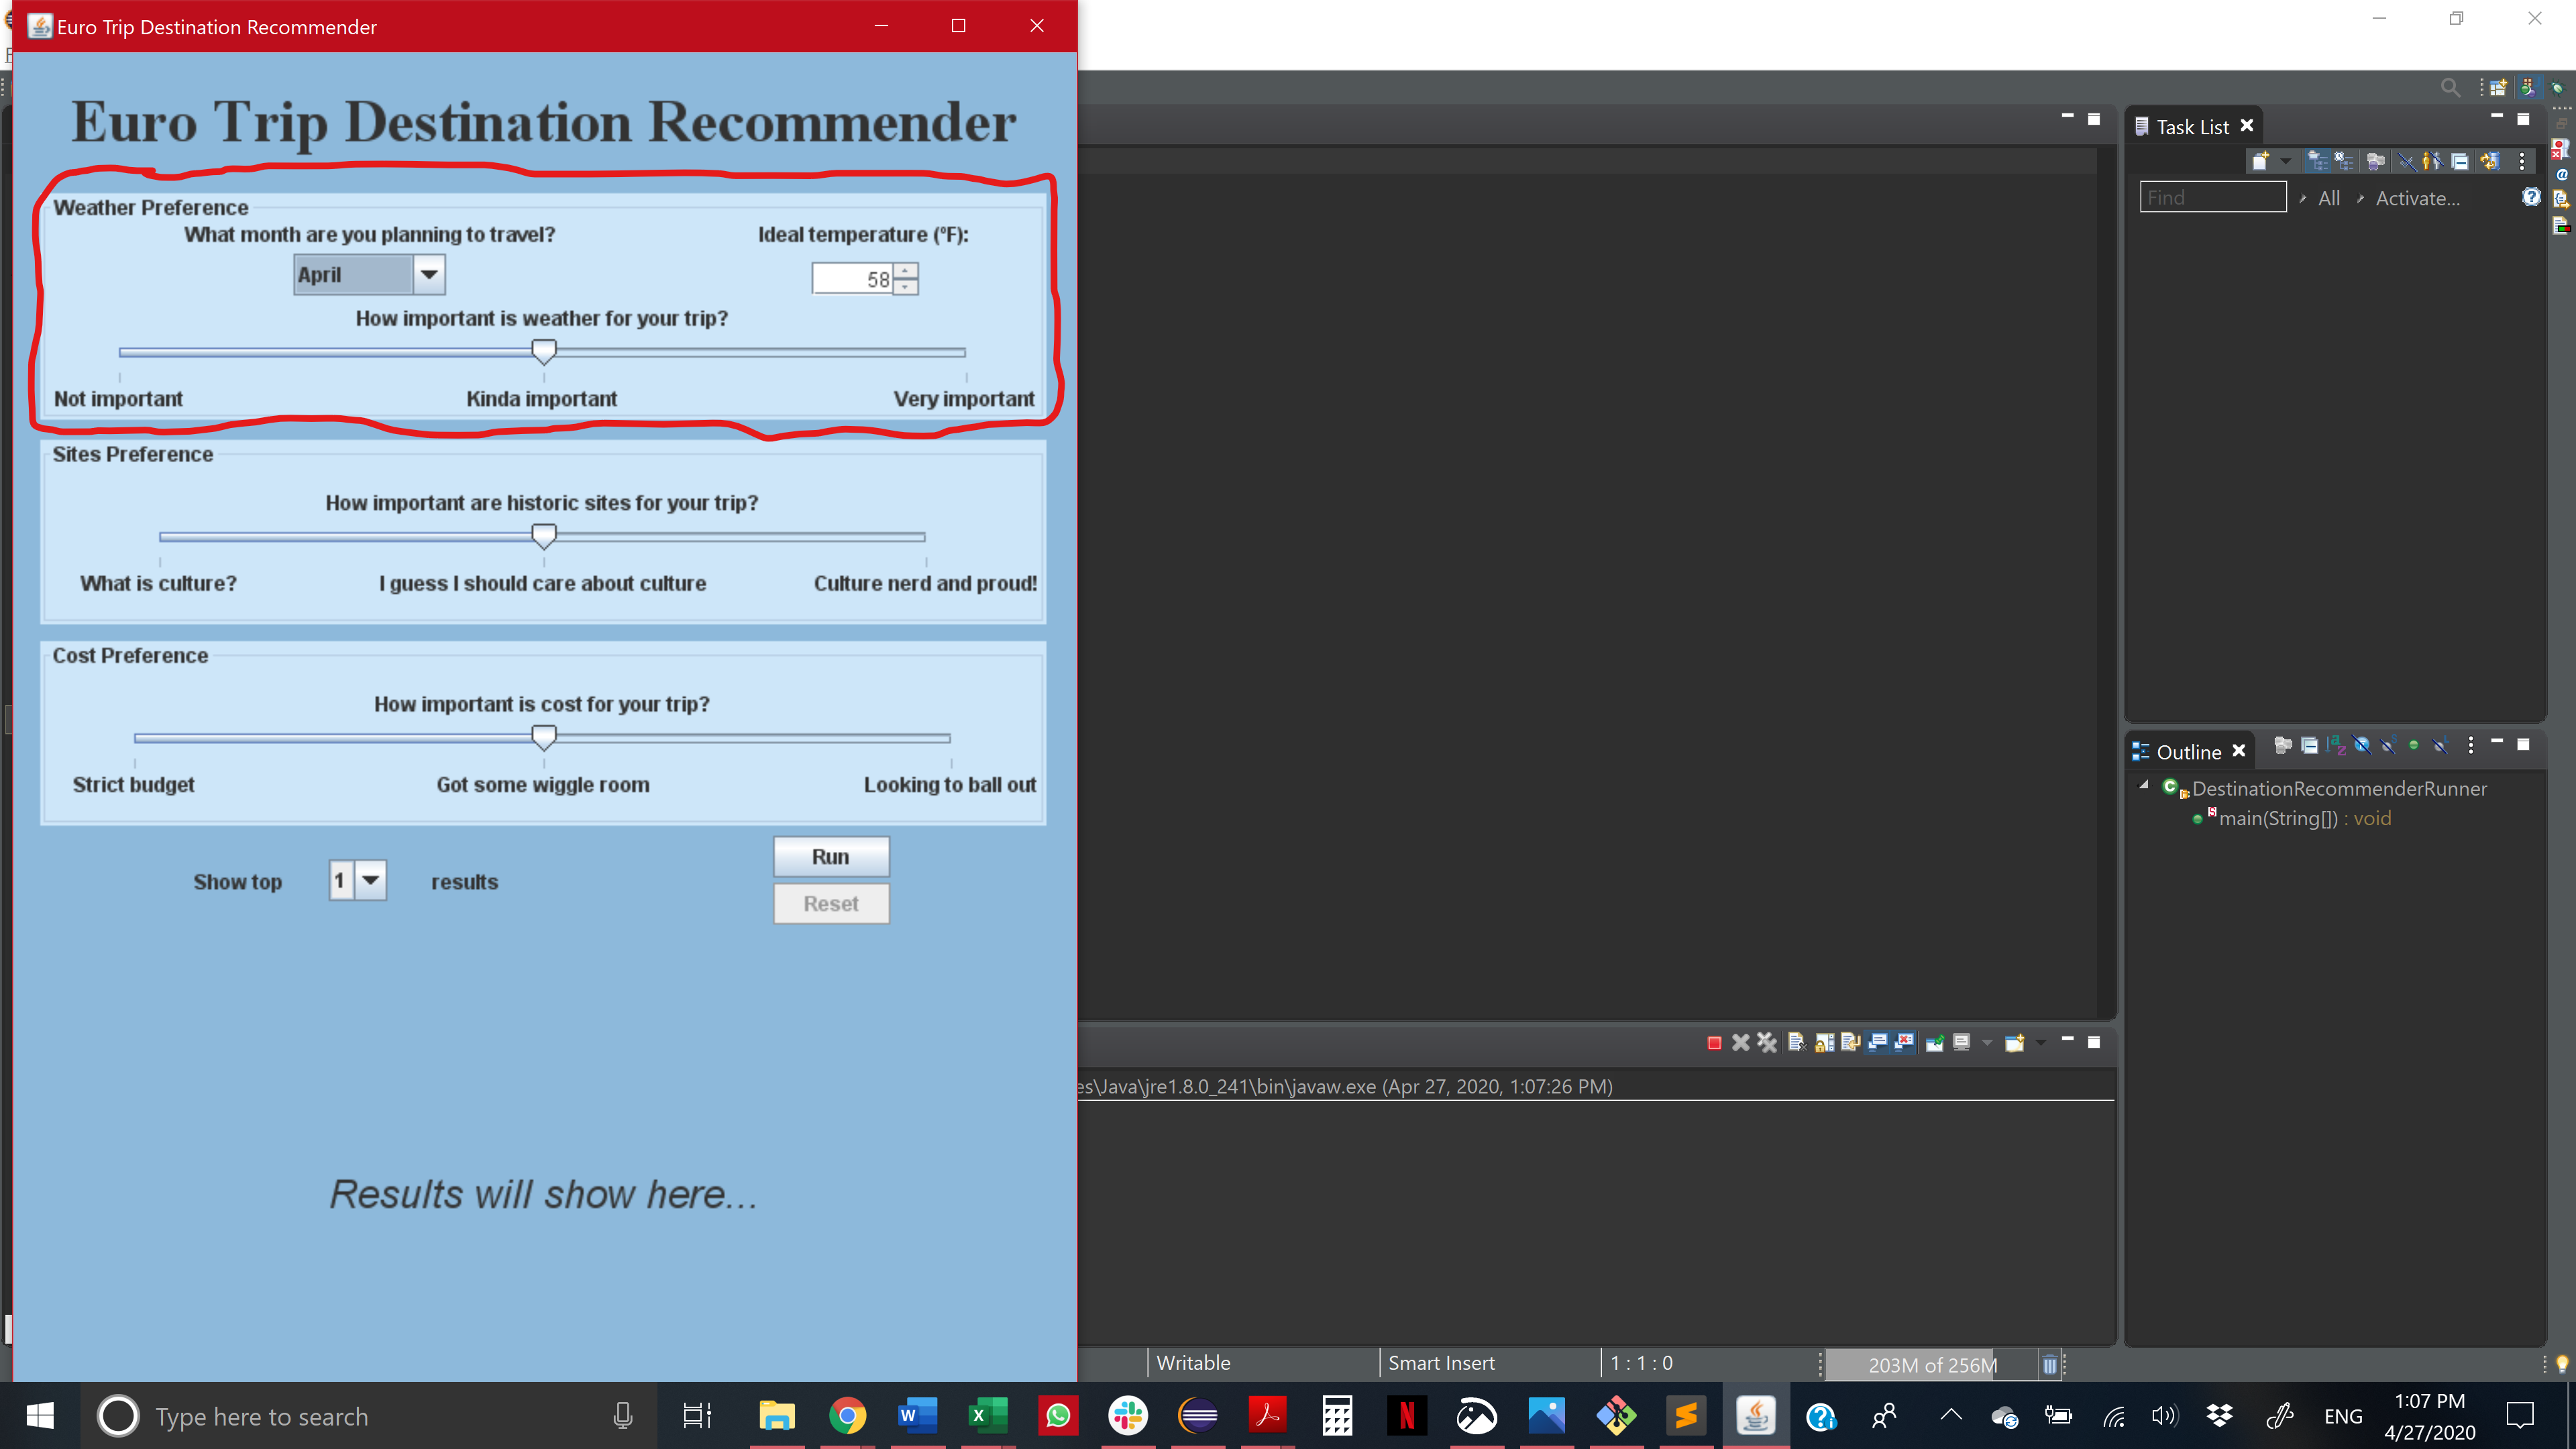 Euro Trip Destination Recommender
Euro Trip Destination Recommender
Weather Preference
What month are you planning to travel?
Ideal temperature (ºF):
April
58
How important is weather for your trip?
Not important
Kinda important
Very important
Sites Preference
How important are historic sites for your trip?
What is culture?
I guess I should care about culture
Culture nerd and proud!
Cost Preference
How important is cost for your trip?
Strict budget
Got some wiggle room
Looking to ball out
Show top 1 results
Run
Reset
Results will show here...
Task List
Find
All
Activate...
Outline
DestinationRecommenderRunner
main(String[]) : void
es\Java\jre1.8.0_241\bin\javaw.exe (Apr 27, 2020, 1:07:26 PM)
Writable
Smart Insert
1 : 1 : 0
203M of 256M
Type here to search
ENG
1:07 PM
4/27/2020